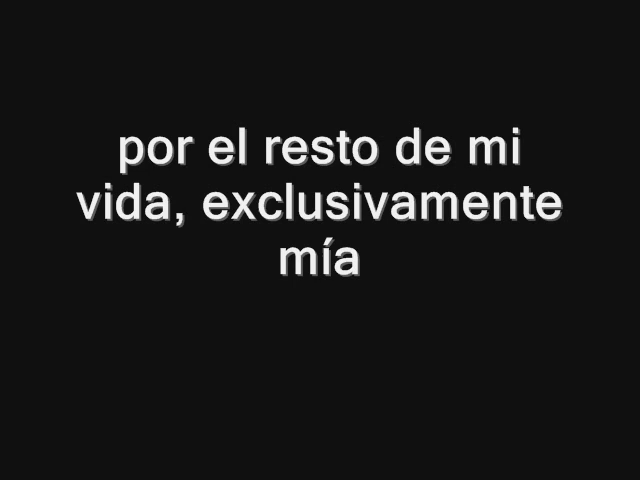 por el resto de mi
vida, exclusivamente
mía